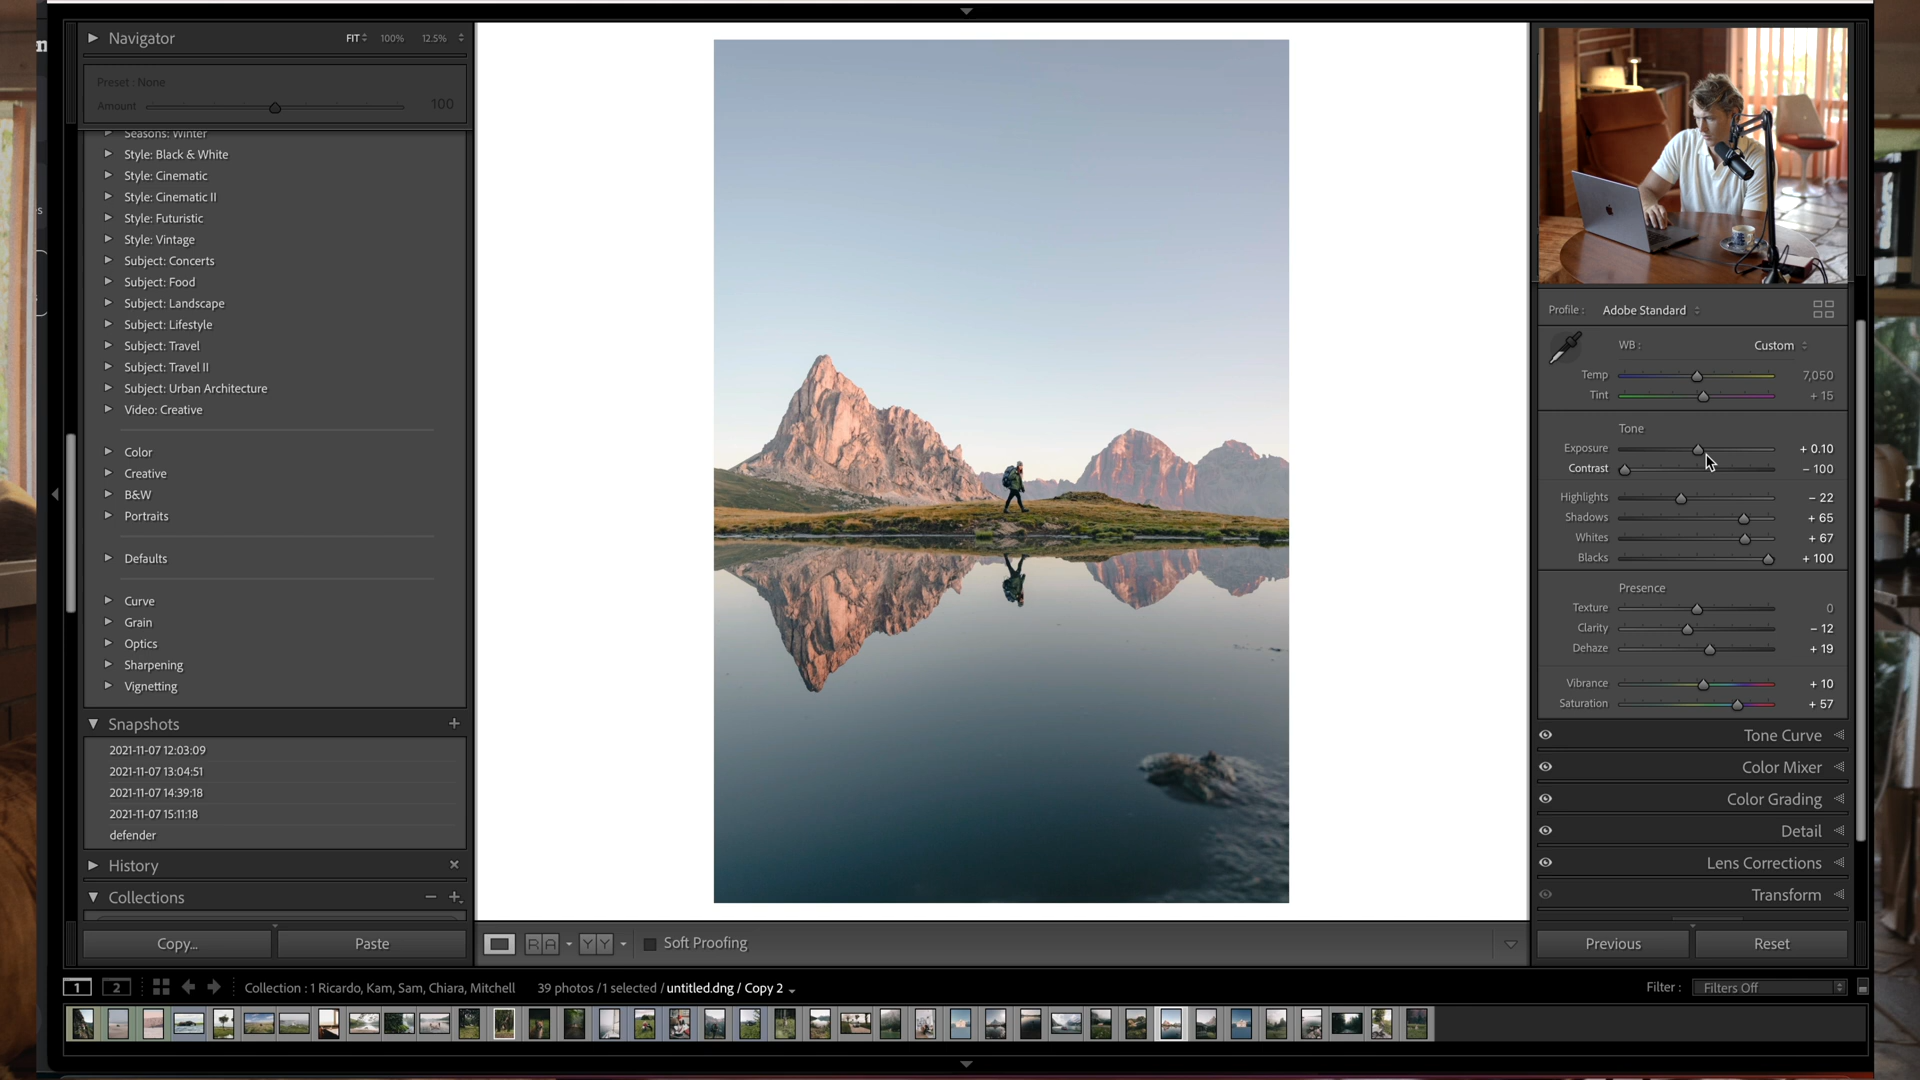 Navigator
FIT 100% 12.5%
Preset : None
Amount 100
Seasons: Winter
Style: Black & White
Style: Cinematic
Style: Cinematic II
Style: Futuristic
Style: Vintage
Subject: Concerts
Subject: Food
Subject: Landscape
Subject: Lifestyle
Subject: Travel
Subject: Travel II
Subject: Urban Architecture
Video: Creative
Color
Creative
B&W
Portraits
Defaults
Curve
Grain
Optics
Sharpening
Vignetting
Snapshots +
2021-11-07 12:03:09
2021-11-07 13:04:51
2021-11-07 14:39:18
2021-11-07 15:11:18
defender
History ×
Collections − +
Copy... Paste
R A Y Y Soft Proofing
Profile : Adobe Standard
WB : Custom
Temp 7,050
Tint + 15
Tone
Exposure + 0.10
Contrast − 100
Highlights − 22
Shadows + 65
Whites + 67
Blacks + 100
Presence
Texture 0
Clarity − 12
Dehaze + 19
Vibrance + 10
Saturation + 57
Tone Curve
Color Mixer
Color Grading
Detail
Lens Corrections
Transform
Previous Reset
1 2 Collection : 1 Ricardo, Kam, Sam, Chiara, Mitchell 39 photos / 1 selected / untitled.dng / Copy 2 Filter : Filters Off